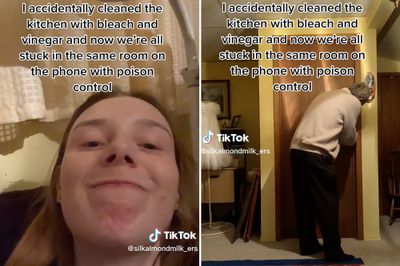 I accidentally cleaned the
kitchen with bleach and
vinegar and now we're all
stuck in the same room on
the phone with poison
control
TikTok
@silkalmondmilk_ers
I accidentally cleaned the
kitchen with bleach and
vinegar and now we're all
stuck in the same room on
the phone with poison
control
TikTok
@silkalmondmilk_ers